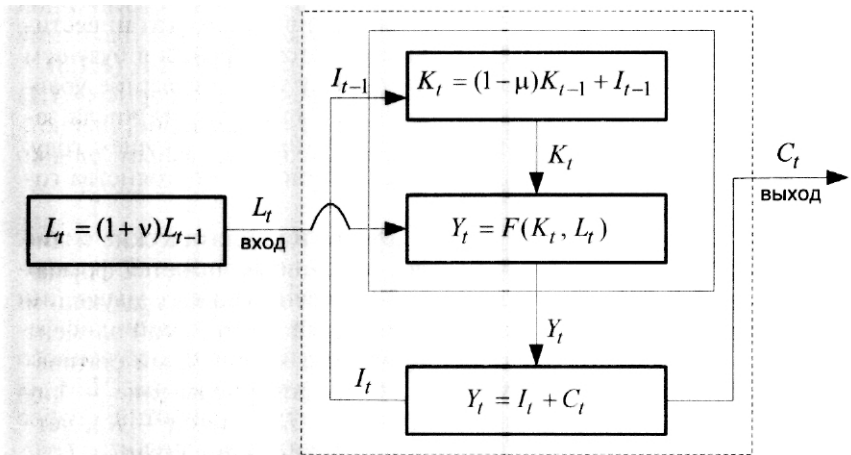 I_{t-1}
K_t = (1-μ)K_{t-1} + I_{t-1}
K_t
C_t
выход
L_t = (1+ν)L_{t-1}
L_t
вход
Y_t = F(K_t, L_t)
Y_t
I_t
Y_t = I_t + C_t